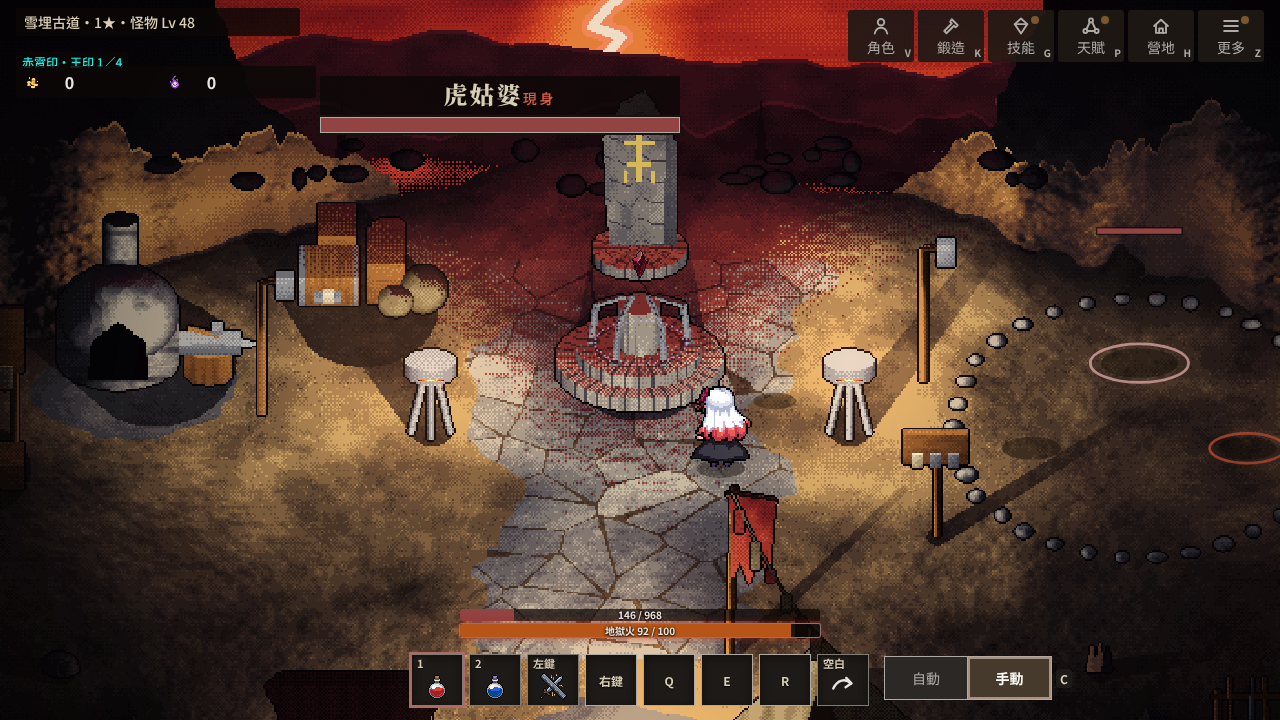 雪埋古道・1★・怪物 Lv 48
赤霄印・王印 1／4
0
0
虎姑婆現身
角色 V
鍛造 K
技能 G
天賦 P
營地 H
更多 Z
146 / 968
地獄火 92 / 100
1
2
左鍵
右鍵
Q
E
R
空白
自動
手動
C